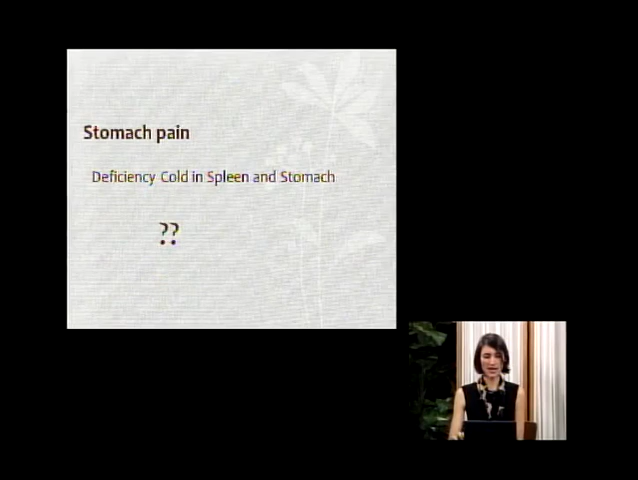 Stomach pain
Deficiency Cold in Spleen and Stomach
??